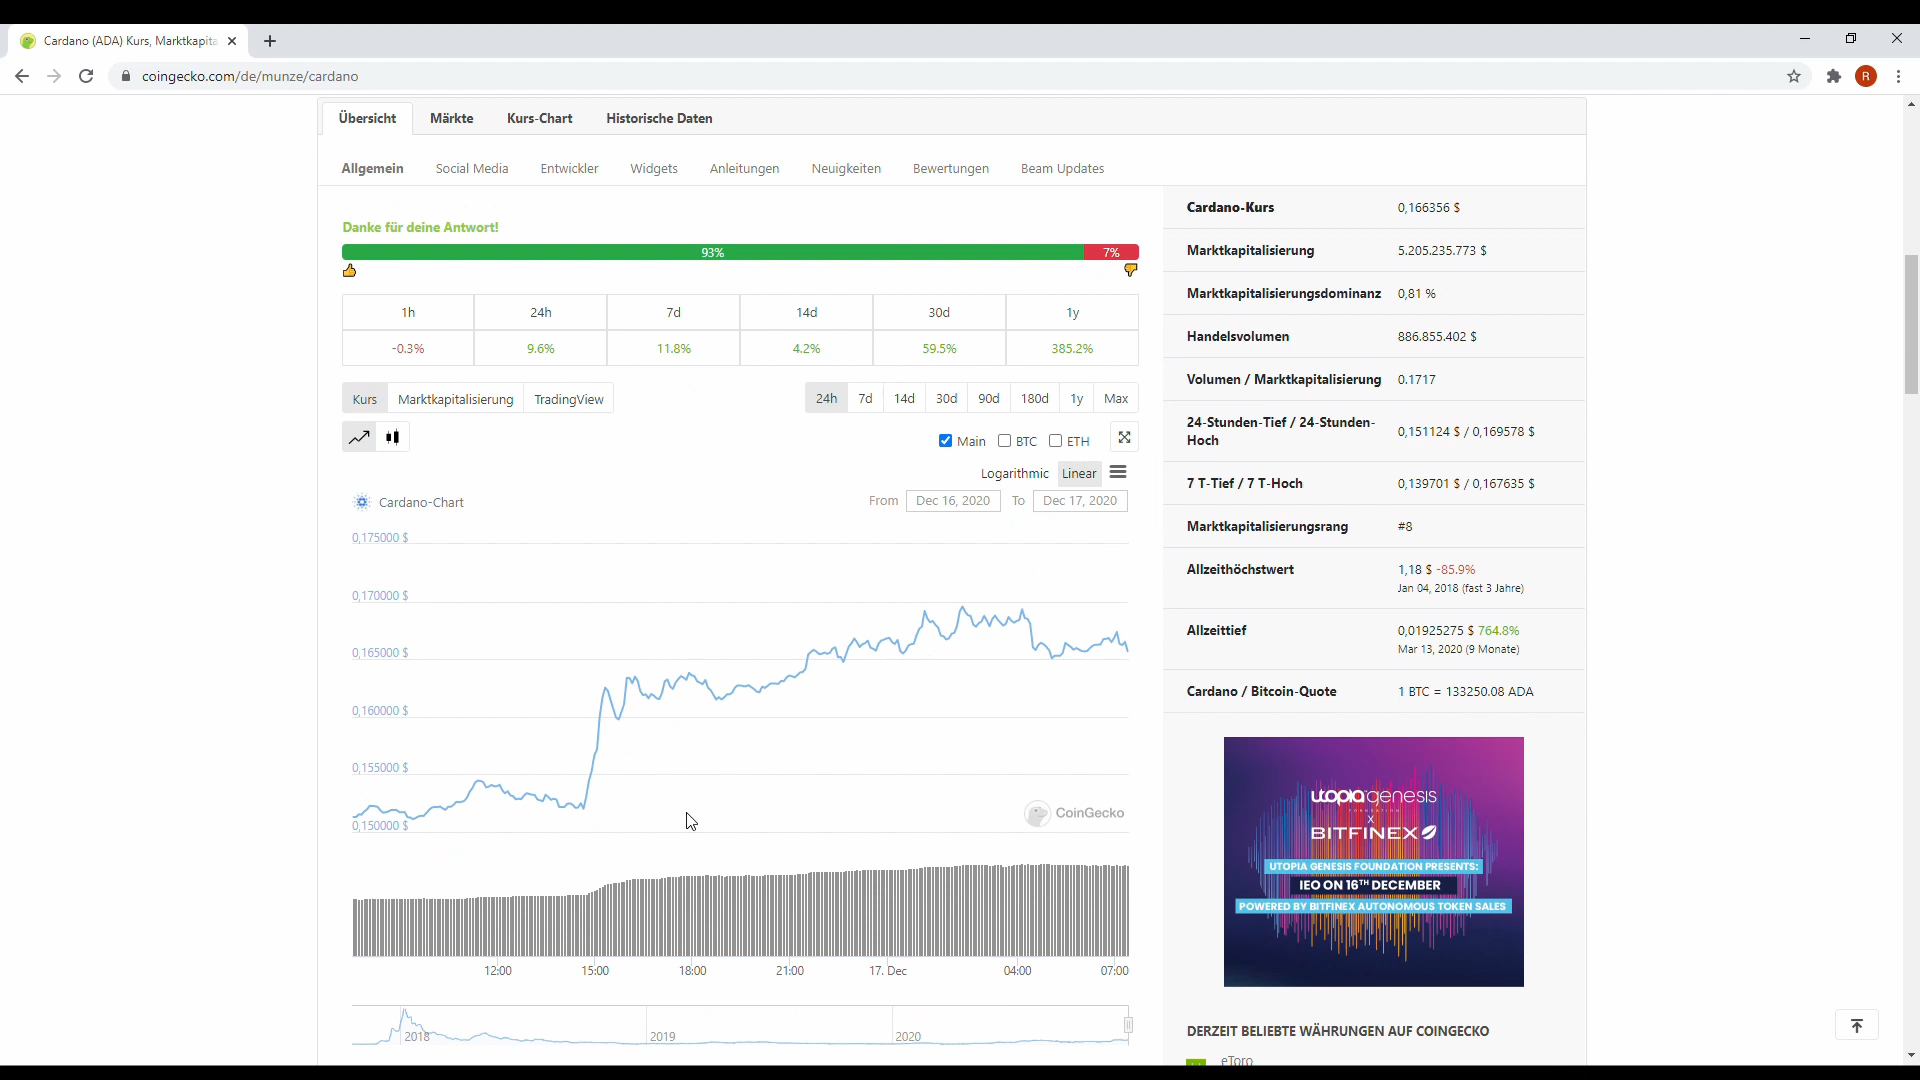 Cardano (ADA) Kurs, Marktkapita
coingecko.com/de/munze/cardano
R
Übersicht Märkte Kurs-Chart Historische Daten
Allgemein Social Media Entwickler Widgets Anleitungen Neuigkeiten Bewertungen Beam Updates
Danke für deine Antwort!
93% 7%
1h 24h 7d 14d 30d 1y
-0.3% 9.6% 11.8% 4.2% 59.5% 385.2%
Kurs Marktkapitalisierung TradingView
24h 7d 14d 30d 90d 180d 1y Max
Main BTC ETH
Logarithmic Linear
Cardano-Chart
From Dec 16, 2020 To Dec 17, 2020
0,175000 $
0,170000 $
0,165000 $
0,160000 $
0,155000 $
0,150000 $
CoinGecko
12:00 15:00 18:00 21:00 17. Dec 04:00 07:00
2018 2019 2020
Cardano-Kurs 0,166356 $
Marktkapitalisierung 5.205.235.773 $
Marktkapitalisierungsdominanz 0,81 %
Handelsvolumen 886.855.402 $
Volumen / Marktkapitalisierung 0.1717
24-Stunden-Tief / 24-Stunden-
Hoch
0,151124 $ / 0,169578 $
7 T-Tief / 7 T-Hoch 0,139701 $ / 0,167635 $
Marktkapitalisierungsrang #8
Allzeithöchstwert 1,18 $ -85.9%
Jan 04, 2018 (fast 3 Jahre)
Allzeittief 0,01925275 $ 764.8%
Mar 13, 2020 (9 Monate)
Cardano / Bitcoin-Quote 1 BTC = 133250.08 ADA
utopia genesis
FOUNDATION
X
BITFINEX
UTOPIA GENESIS FOUNDATION PRESENTS:
IEO ON 16TH DECEMBER
POWERED BY BITFINEX AUTONOMOUS TOKEN SALES
DERZEIT BELIEBTE WÄHRUNGEN AUF COINGECKO
eToro